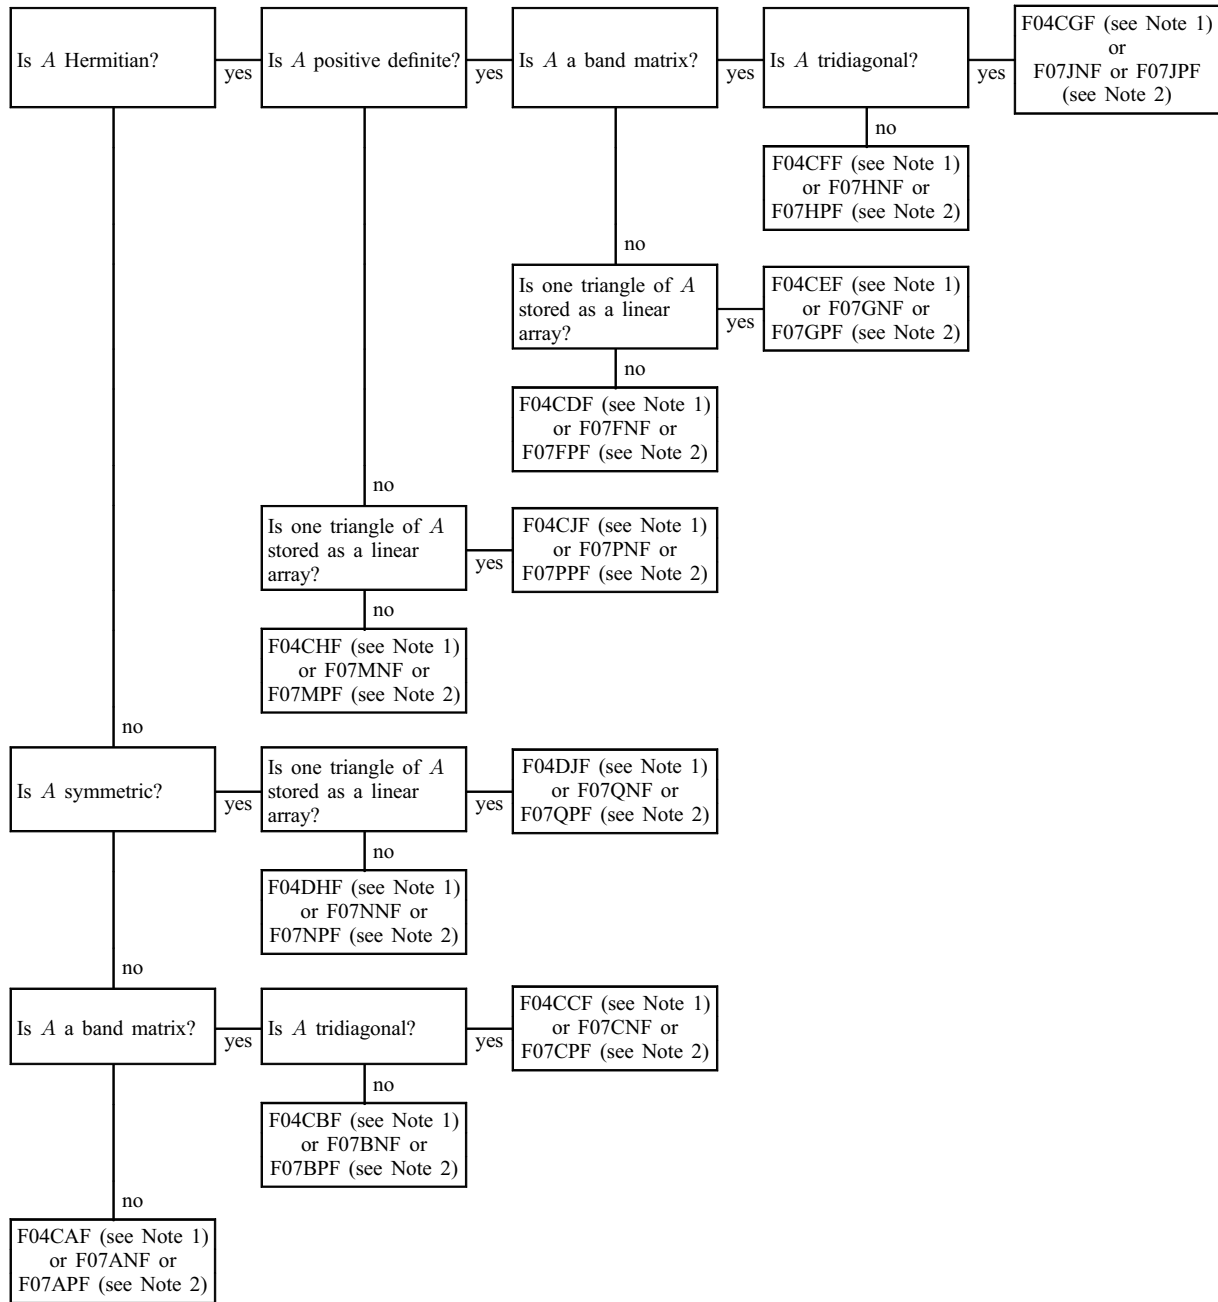 Is A Hermitian?
yes
Is A positive definite?
yes
Is A a band matrix?
yes
Is A tridiagonal?
yes
F04CGF (see Note 1)
or
F07JNF or F07JPF
(see Note 2)
no
F04CFF (see Note 1)
or F07HNF or
F07HPF (see Note 2)
no
Is one triangle of A
stored as a linear
array?
yes
F04CEF (see Note 1)
or F07GNF or
F07GPF (see Note 2)
no
F04CDF (see Note 1)
or F07FNF or
F07FPF (see Note 2)
no
Is one triangle of A
stored as a linear
array?
yes
F04CJF (see Note 1)
or F07PNF or
F07PPF (see Note 2)
no
F04CHF (see Note 1)
or F07MNF or
F07MPF (see Note 2)
no
Is A symmetric?
yes
Is one triangle of A
stored as a linear
array?
yes
F04DJF (see Note 1)
or F07QNF or
F07QPF (see Note 2)
no
F04DHF (see Note 1)
or F07NNF or
F07NPF (see Note 2)
no
Is A a band matrix?
yes
Is A tridiagonal?
yes
F04CCF (see Note 1)
or F07CNF or
F07CPF (see Note 2)
no
F04CBF (see Note 1)
or F07BNF or
F07BPF (see Note 2)
no
F04CAF (see Note 1)
or F07ANF or
F07APF (see Note 2)